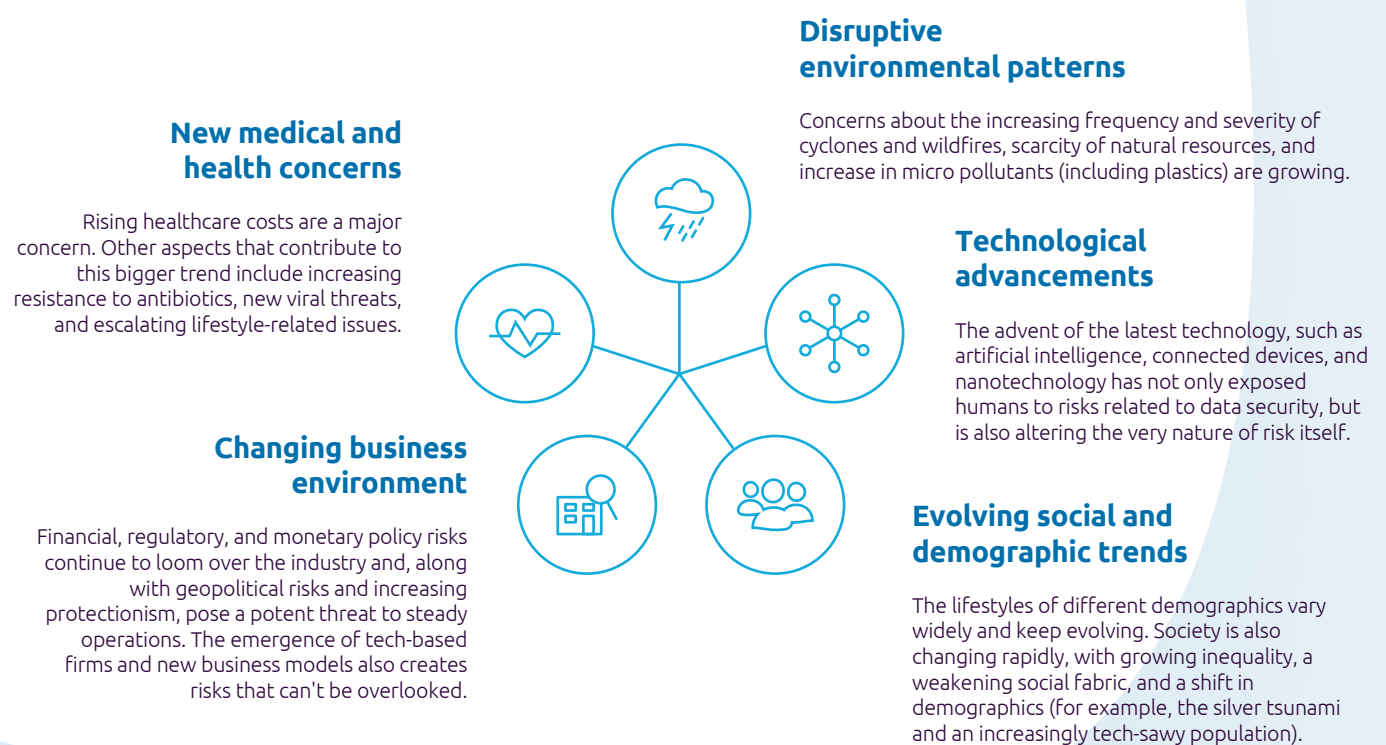 Disruptive
environmental patterns
Concerns about the increasing frequency and severity of
cyclones and wildfires, scarcity of natural resources, and
increase in micro pollutants (including plastics) are growing.
New medical and
health concerns
Rising healthcare costs are a major
concern. Other aspects that contribute to
this bigger trend include increasing
resistance to antibiotics, new viral threats,
and escalating lifestyle-related issues.
Technological
advancements
The advent of the latest technology, such as
artificial intelligence, connected devices, and
nanotechnology has not only exposed
humans to risks related to data security, but
is also altering the very nature of risk itself.
Changing business
environment
Financial, regulatory, and monetary policy risks
continue to loom over the industry and, along
with geopolitical risks and increasing
protectionism, pose a potent threat to steady
operations. The emergence of tech-based
firms and new business models also creates
risks that can't be overlooked.
Evolving social and
demographic trends
The lifestyles of different demographics vary
widely and keep evolving. Society is also
changing rapidly, with growing inequality, a
weakening social fabric, and a shift in
demographics (for example, the silver tsunami
and an increasingly tech-sawy population).